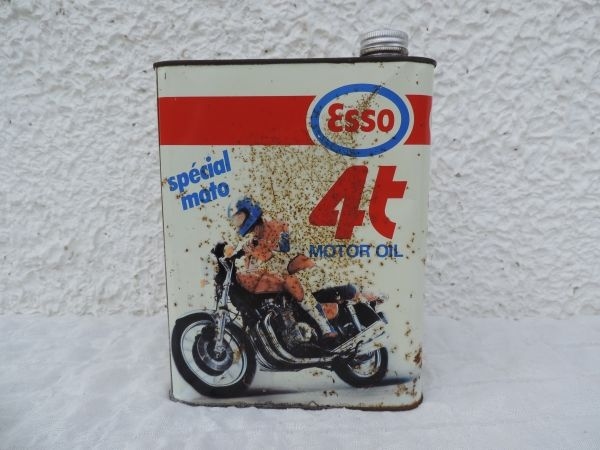 Esso
spécial
moto
4t
MOTOR OIL